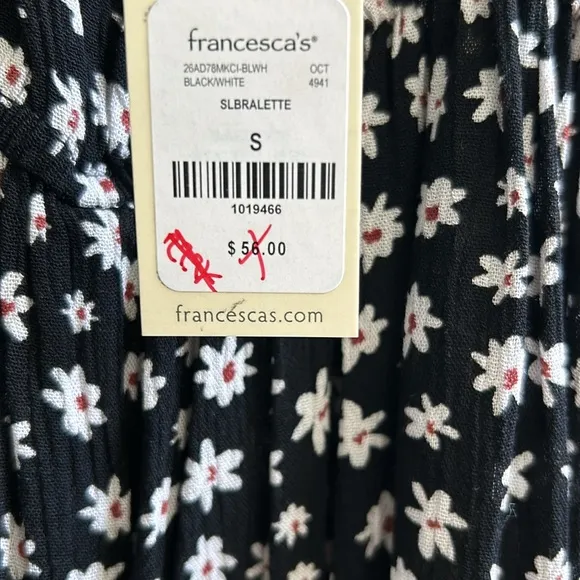 francesca's®
26AD78MKCI-BLWH OCT
BLACK/WHITE 4941
SLBRALETTE
S
1019466
$ 56.00
francescas.com